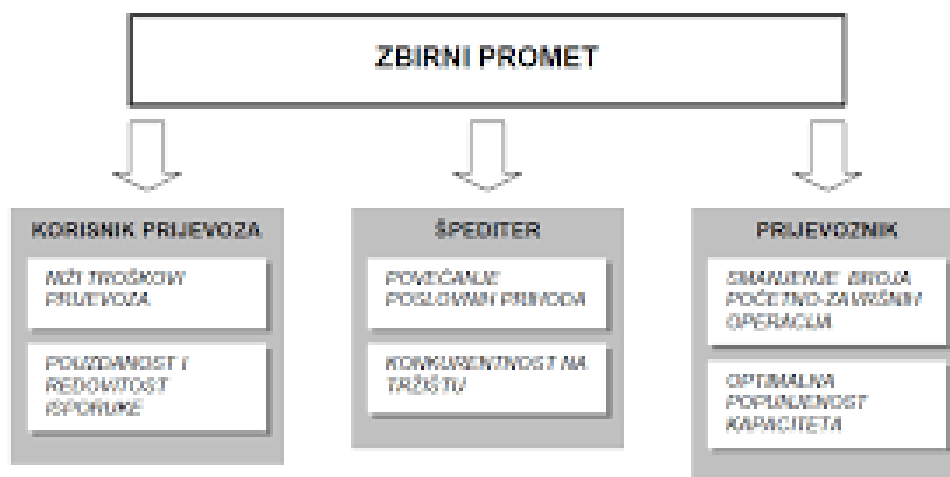 ZBIRNI PROMET
KORISNIK PRIJEVOZA
NIŽI TROŠKOVI
PRIJEVOZA
POUZDANOST I
REDOVITOST
ISPORUKE
ŠPEDITER
POVEĆANJE
POSLOVNIH PRIHODA
KONKURENTNOST NA
TRŽIŠTU
PRIJEVOZNIK
SMANJENJE BROJA
POČETNO-ZAVRŠNIH
OPERACIJA
OPTIMALNA
POPUNJENOST
KAPACITETA